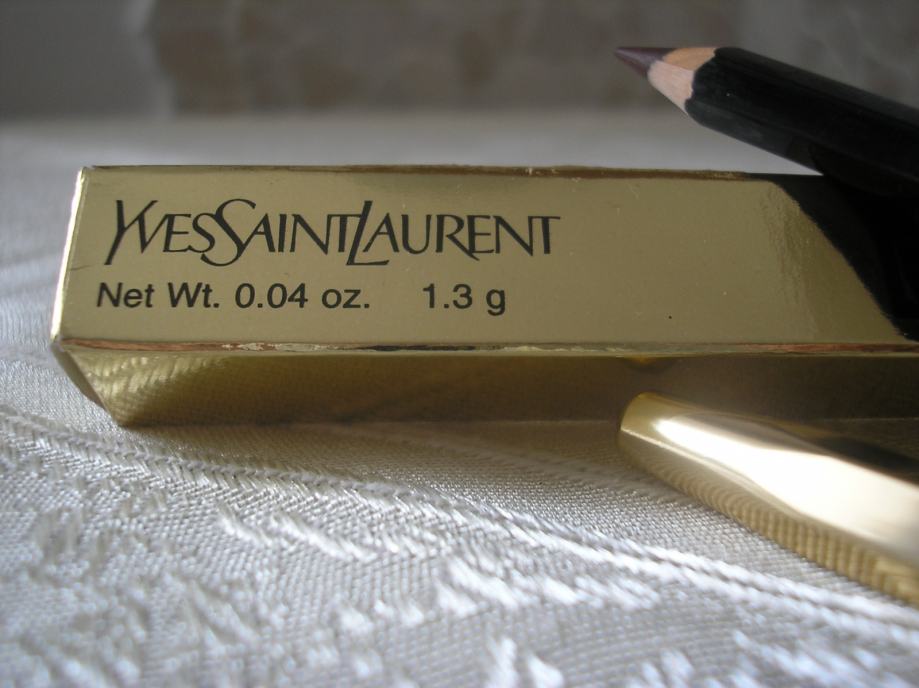 YVESSAINTLAURENT
Net Wt. 0.04 oz. 1.3 g